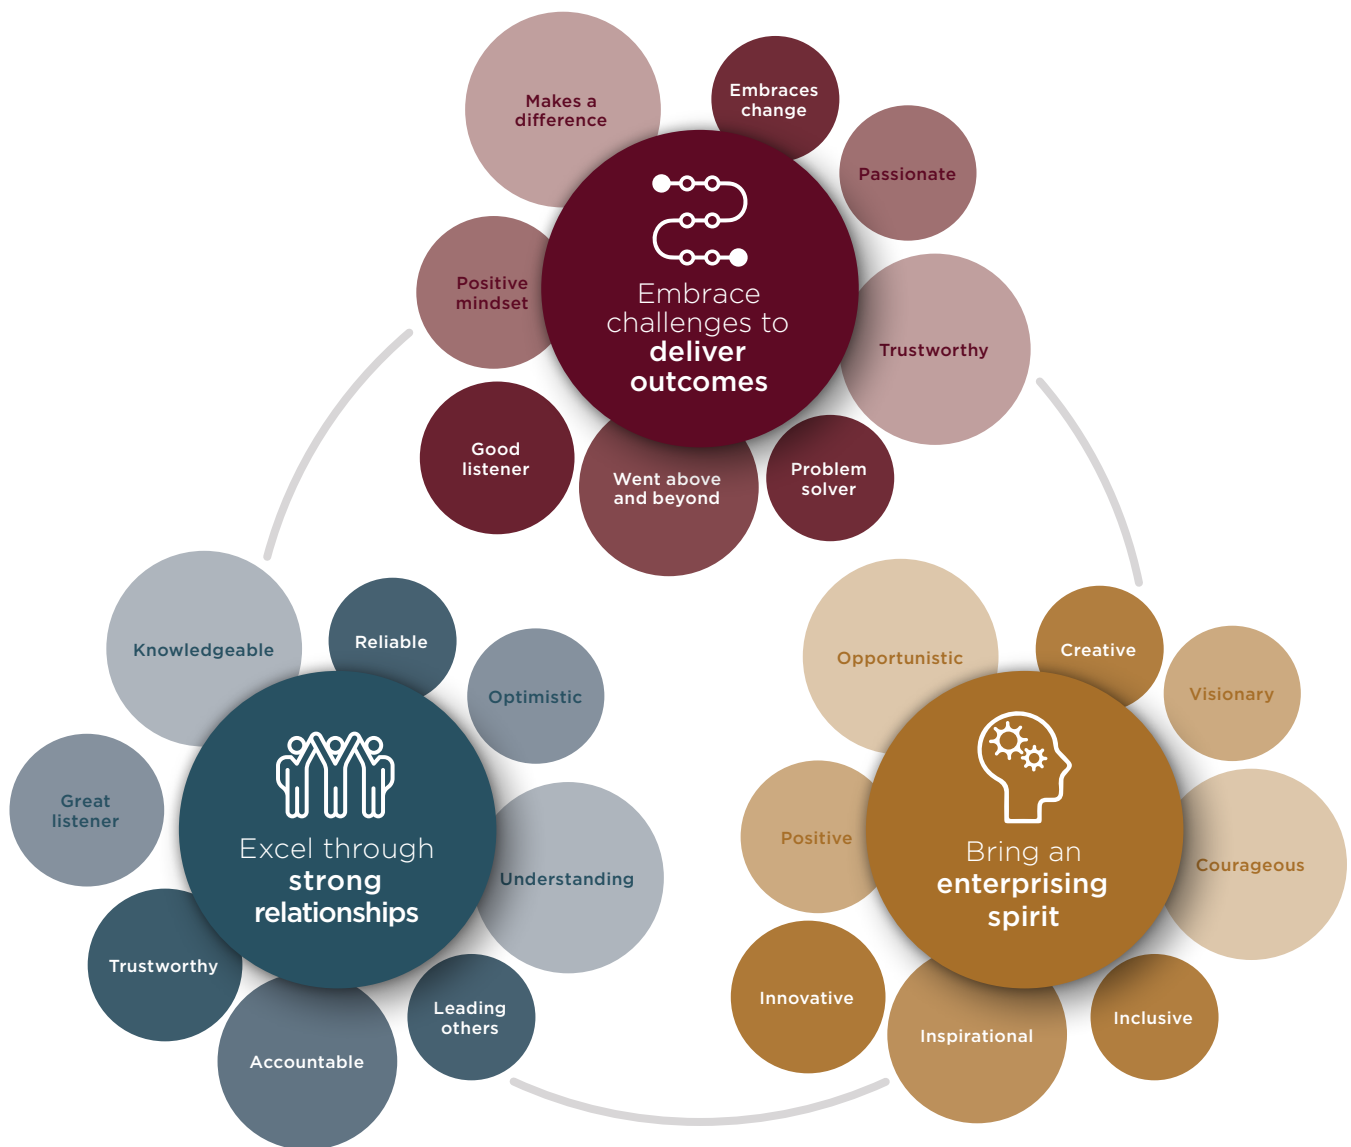 Makes a
difference
Embraces
change
Passionate
Positive
mindset
Embrace
challenges to
deliver
outcomes
Trustworthy
Good
listener
Went above
and beyond
Problem
solver
Knowledgeable
Reliable
Optimistic
Great
listener
Excel through
strong
relationships
Understanding
Trustworthy
Leading
others
Accountable
Opportunistic
Creative
Visionary
Positive
Bring an
enterprising
spirit
Courageous
Innovative
Inspirational
Inclusive